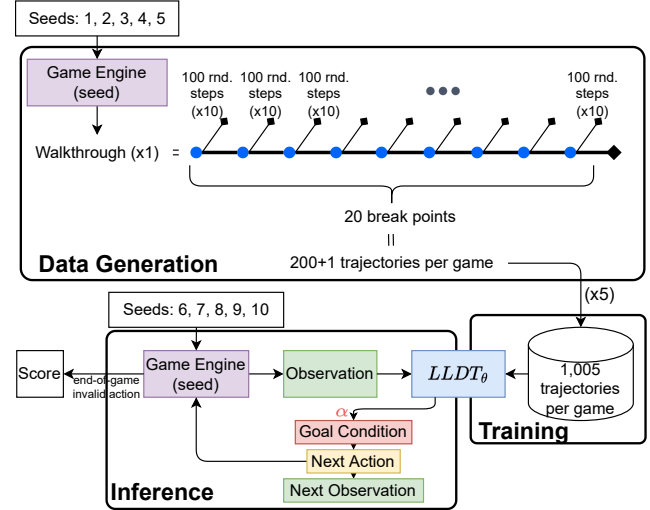 Seeds: 1, 2, 3, 4, 5
Game Engine
(seed)
100 rnd.
steps
(x10)
100 rnd.
steps
(x10)
100 rnd.
steps
(x10)
100 rnd.
steps
(x10)
Walkthrough (x1)
=
20 break points
=
200+1 trajectories per game
Data Generation
(x5)
Seeds: 6, 7, 8, 9, 10
Score
end-of-game
invalid action
Game Engine
(seed)
Observation
LLDTθ
1,005
trajectories
per game
Training
α
Goal Condition
Next Action
Next Observation
Inference